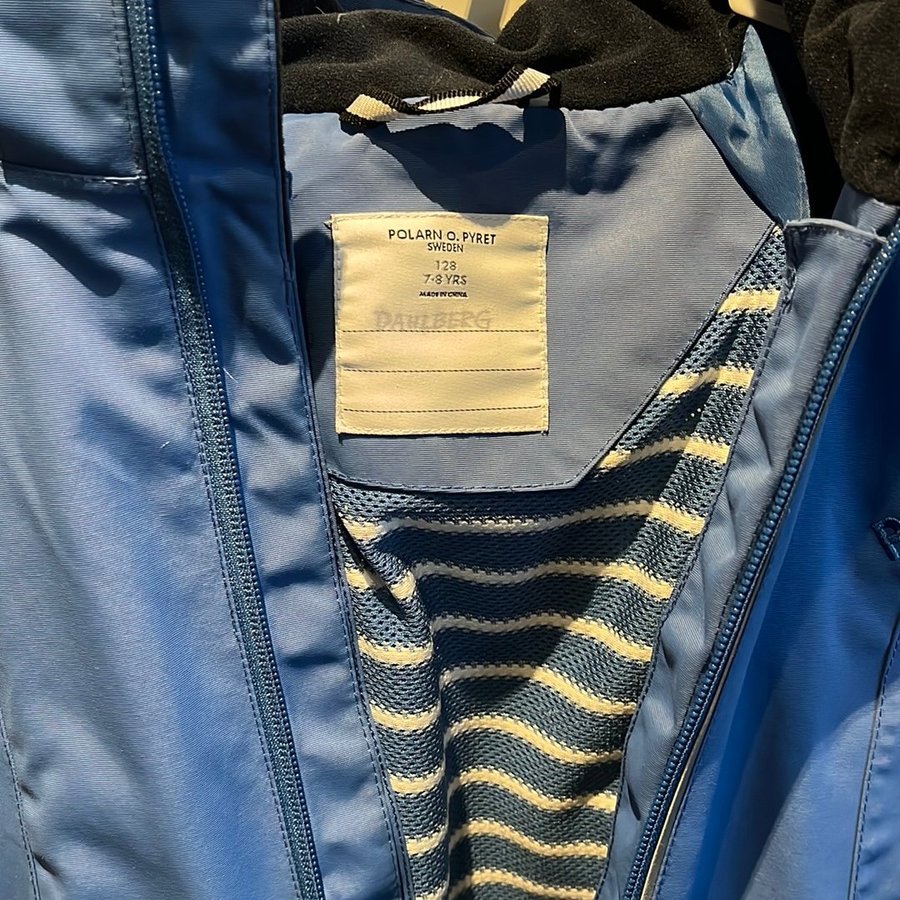 POLARN O. PYRET
SWEDEN
128
7-8 YRS
MADE IN CHINA
DAHLBERG